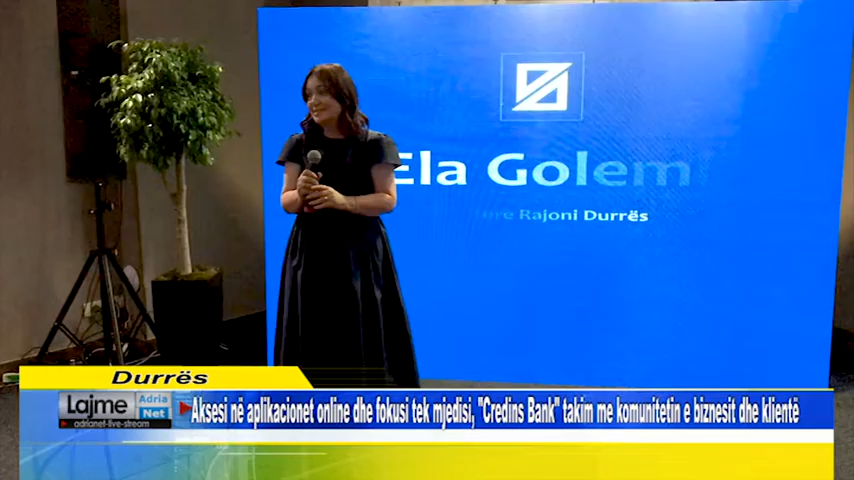 Ela Golem
Rajoni Durrës
Durrës
Lajme
Adria
Net
adrianet-live-stream
Aksesi në aplikacionet online dhe fokusi tek mjedisi, "Credins Bank" takim me komunitetin e biznesit dhe klientë